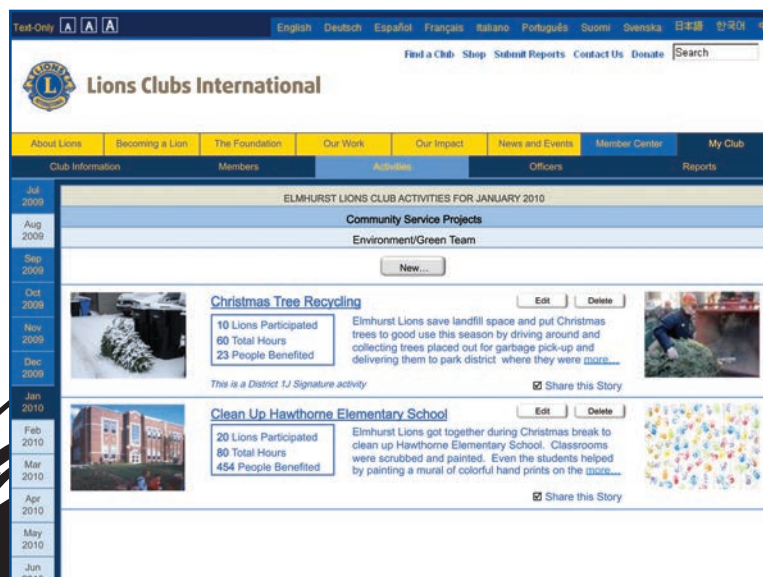 Text-Only A A A English Deutsch Español Français Italiano Português Suomi Svenska 日本語 한국어
Find a Club Shop Submit Reports Contact Us Donate Search
LIONS
L
INTERNATIONAL
Lions Clubs International
About Lions Becoming a Lion The Foundation Our Work Our Impact News and Events Member Center My Club
Club Information Members Activities Officers Reports
Jul
2009
Aug
2009
Sep
2009
Oct
2009
Nov
2009
Dec
2009
Jan
2010
Feb
2010
Mar
2010
Apr
2010
May
2010
Jun
ELMHURST LIONS CLUB ACTIVITIES FOR JANUARY 2010
Community Service Projects
Environment/Green Team
New...
Christmas Tree Recycling Edit Delete
10 Lions Participated
60 Total Hours
23 People Benefited
Elmhurst Lions save landfill space and put Christmas
trees to good use this season by driving around and
collecting trees placed out for garbage pick-up and
delivering them to park district where they were more....
This is a District 1J Signature activity
Share this Story
Clean Up Hawthorne Elementary School Edit Delete
20 Lions Participated
80 Total Hours
454 People Benefited
Elmhurst Lions got together during Christmas break to
clean up Hawthorne Elementary School. Classrooms
were scrubbed and painted. Even the students helped
by painting a mural of colorful hand prints on the more....
Share this Story